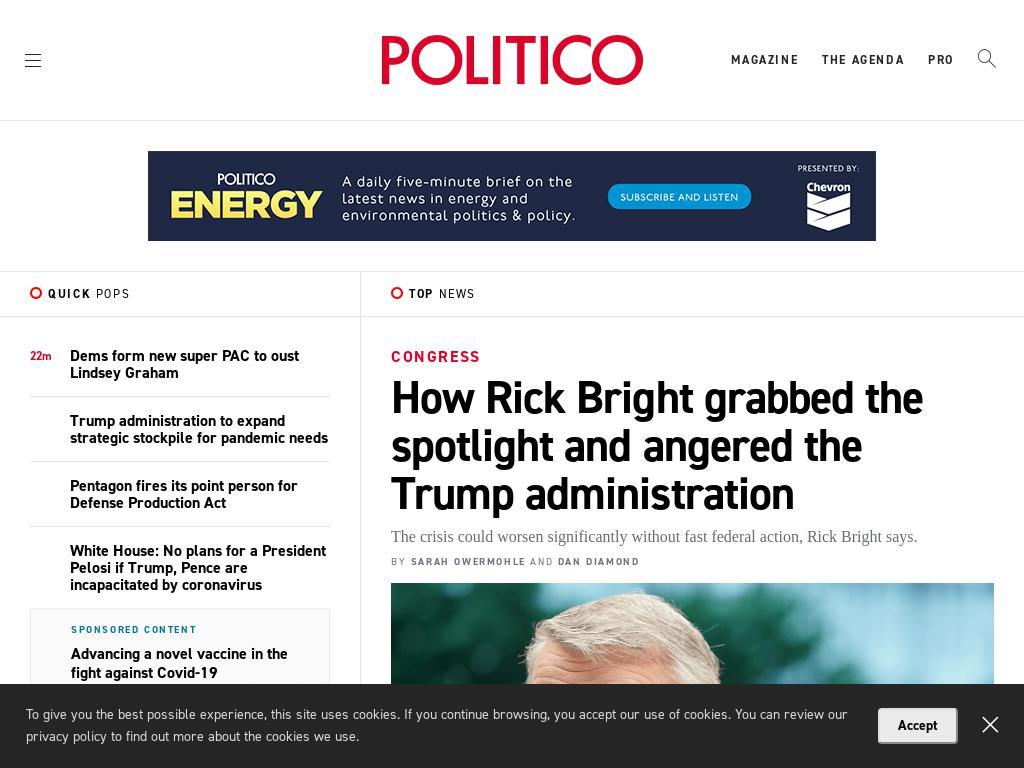 POLITICO
MAGAZINE THE AGENDA PRO
POLITICO
ENERGY
A daily five-minute brief on the
latest news in energy and
environmental politics & policy.
SUBSCRIBE AND LISTEN
PRESENTED BY:
Chevron
QUICK POPS
22m
Dems form new super PAC to oust
Lindsey Graham
Trump administration to expand
strategic stockpile for pandemic needs
Pentagon fires its point person for
Defense Production Act
White House: No plans for a President
Pelosi if Trump, Pence are
incapacitated by coronavirus
SPONSORED CONTENT
Advancing a novel vaccine in the
fight against Covid-19
TOP NEWS
CONGRESS
How Rick Bright grabbed the
spotlight and angered the
Trump administration
The crisis could worsen significantly without fast federal action, Rick Bright says.
BY SARAH OWERMOHLE AND DAN DIAMOND
To give you the best possible experience, this site uses cookies. If you continue browsing, you accept our use of cookies. You can review our
privacy policy to find out more about the cookies we use.
Accept